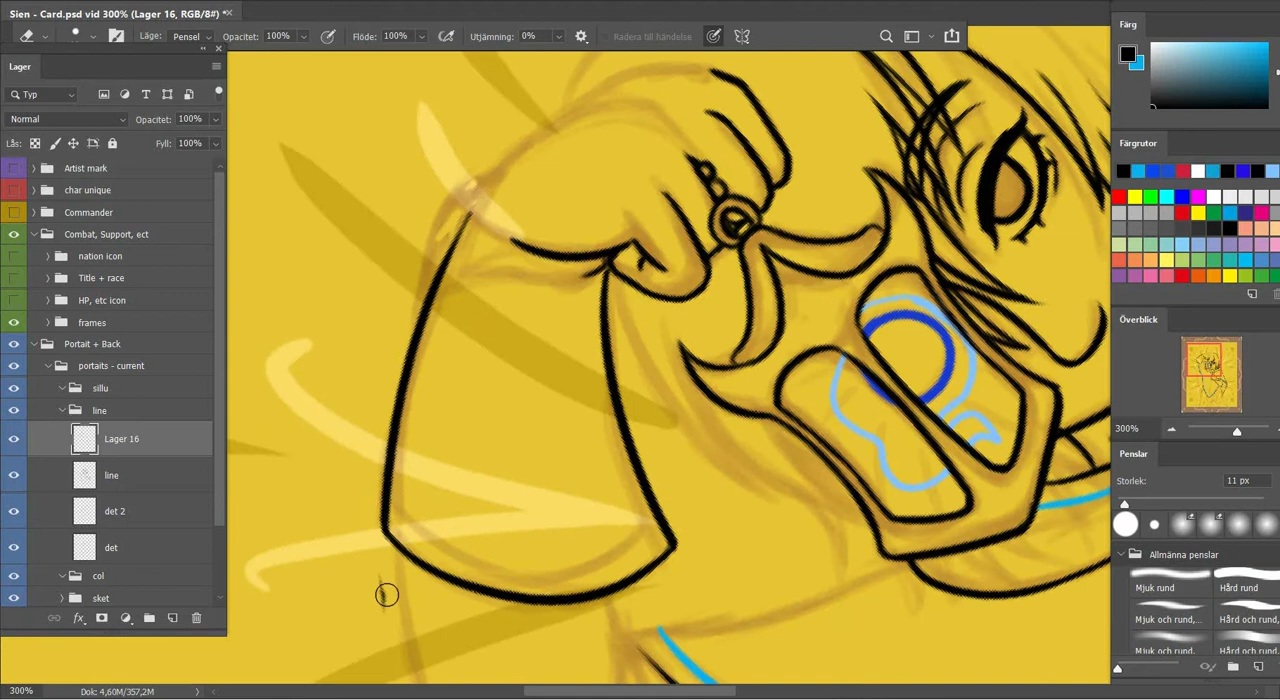 Sien - Card.psd vid 300% (Lager 16, RGB/8#) *
Läge: Pensel Opacitet: 100% Flöde: 100% Utjämning: 0% Radera till händelse
Lager
Typ
Normal Opacitet: 100%
Lås: Fyll: 100%
Artist mark
char unique
Commander
Combat, Support, ect
nation icon
Title + race
HP, etc icon
frames
Portait + Back
portaits - current
sillu
line
Lager 16
line
det 2
det
col
sket
fx
300% Dok: 4,60M/357,2M
Färg
Färgrutor
Överblick
300%
Penslar
Storlek: 11 px
Allmänna penslar
Mjuk rund Hård rund
Mjuk och rund,... Hård och rund,
Mjuk och rund, Hård och rund,